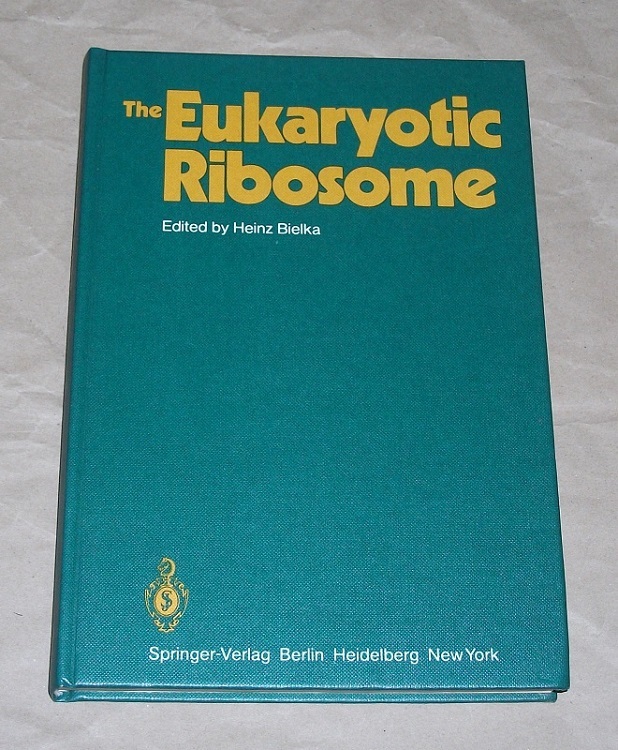 The Eukaryotic
Ribosome
Edited by Heinz Bielka
Springer-Verlag Berlin Heidelberg New York